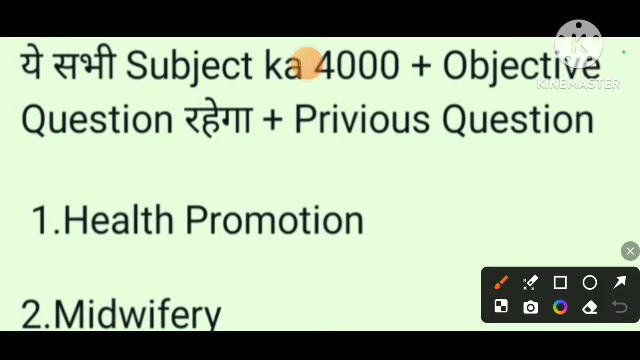 ये सभी Subject ka 4000 + Objective
Question रहेगा + Privious Question
1.Health Promotion
2.Midwifery
KINEMASTER